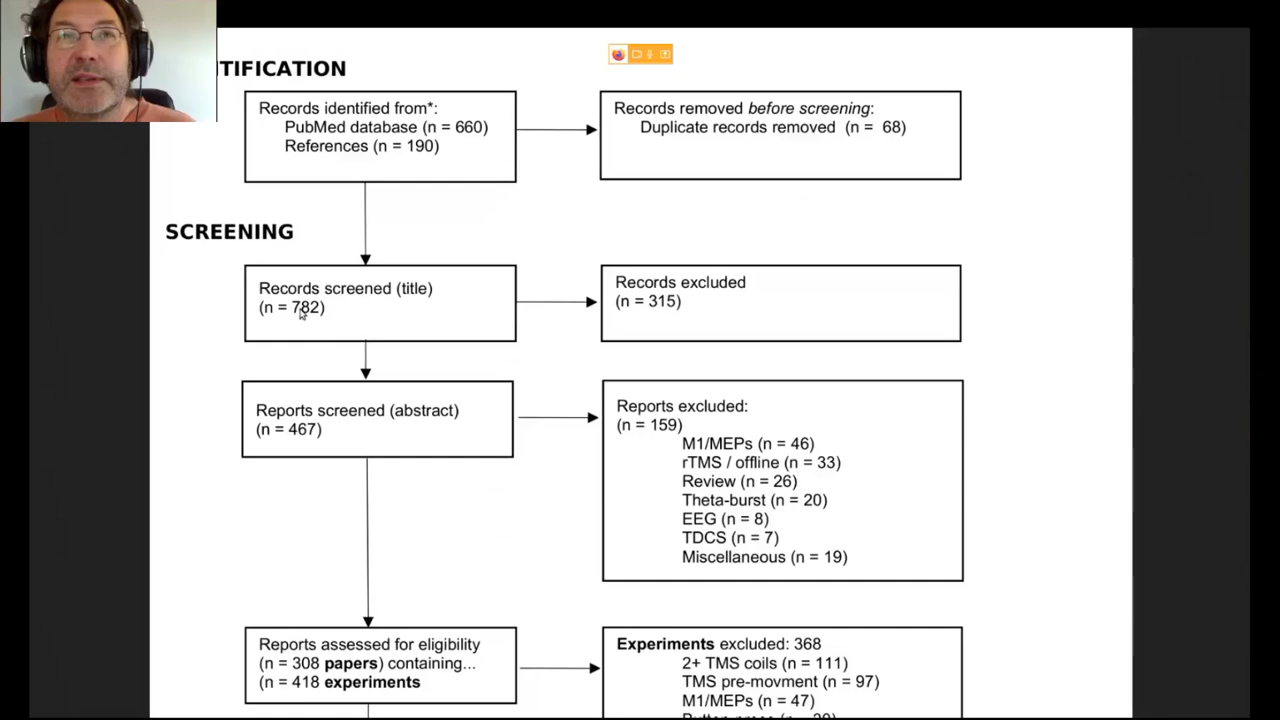 TIFICATION
Records identified from*:
PubMed database (n = 660)
References (n = 190)
Records removed before screening:
Duplicate records removed  (n =  68)
SCREENING
Records screened (title)
(n = 782)
Records excluded
(n = 315)
Reports screened (abstract)
(n = 467)
Reports excluded:
(n = 159)
M1/MEPs (n = 46)
rTMS / offline (n = 33)
Review (n = 26)
Theta-burst (n = 20)
EEG (n = 8)
TDCS (n = 7)
Miscellaneous (n = 19)
Reports assessed for eligibility
(n = 308 papers) containing...
(n = 418 experiments
Experiments excluded: 368
2+ TMS coils (n = 111)
TMS pre-movment (n = 97)
M1/MEPs (n = 47)